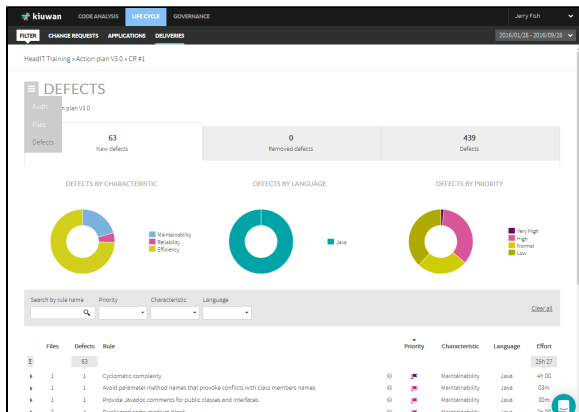 kiuwan CODE ANALYSIS LIFE CYCLE GOVERNANCE Jerry Fish
FILTER CHANGE REQUESTS APPLICATIONS DELIVERIES 2016/01/28 - 2016/09/28
HeadIT Training » Action plan V3.0 » CR #1
DEFECTS
Audit
plan V3.0
Files
Defects
63 0 439
New defects Removed defects Defects
DEFECTS BY CHARACTERISTIC DEFECTS BY LANGUAGE DEFECTS BY PRIORITY
Maintainability
Reliability
Efficiency
Java
Very high
High
Normal
Low
Search by rule name Priority Characteristic Language
Clear all
Files Defects Rule Priority Characteristic Language Effort
Σ 63 25h 27
1 1 Cyclomatic complexity. Maintainability Java 4h 00
1 1 Avoid parameter method names that provoke conflicts with class members names. Maintainability Java 03m
1 1 Provide Javadoc comments for public classes and interfaces. Maintainability Java 30m